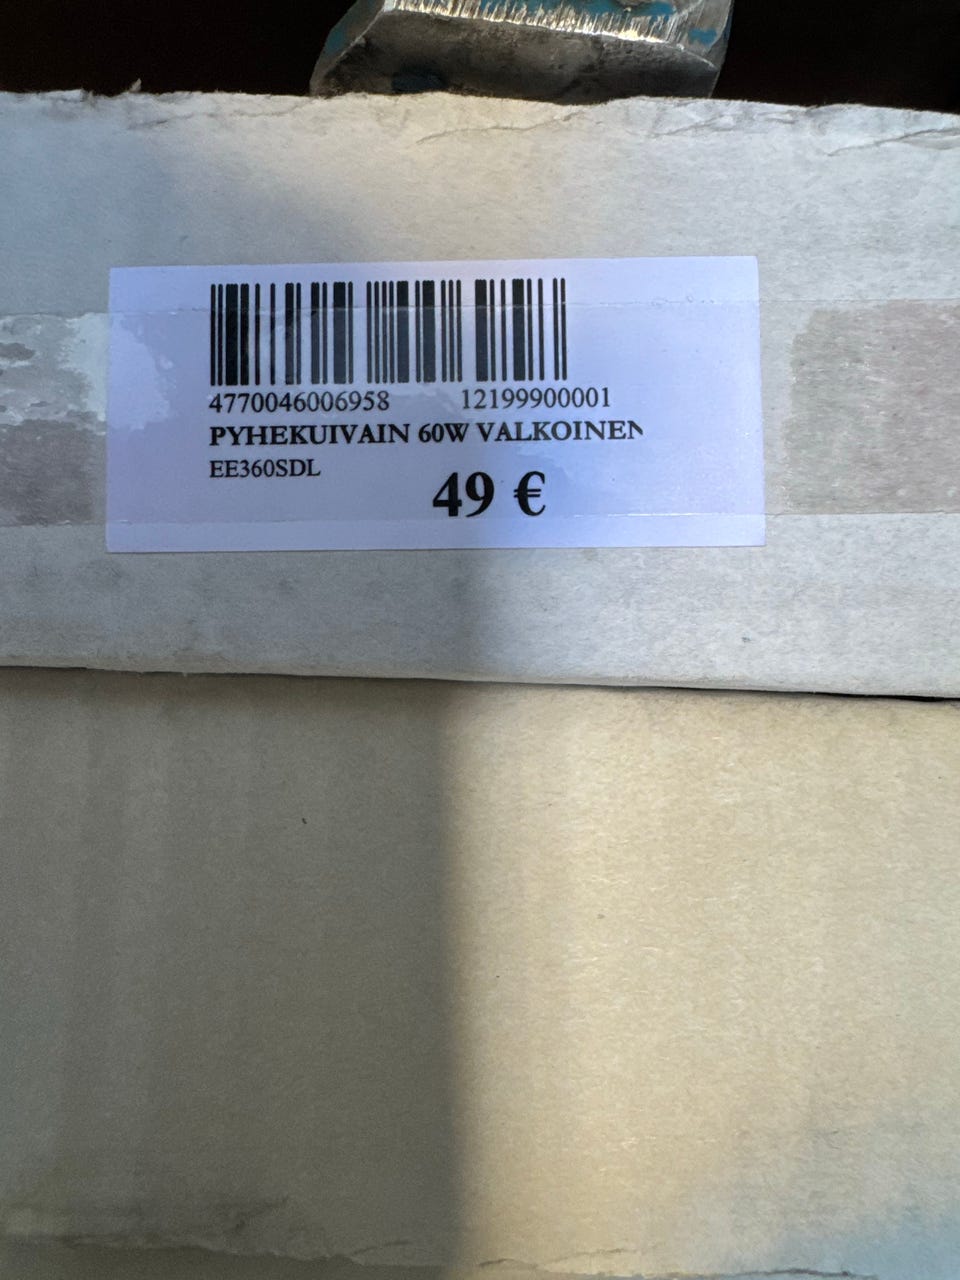 4770046006958 12199900001
PYHEKUIVAIN 60W VALKOINEN
EE360SDL
49 €